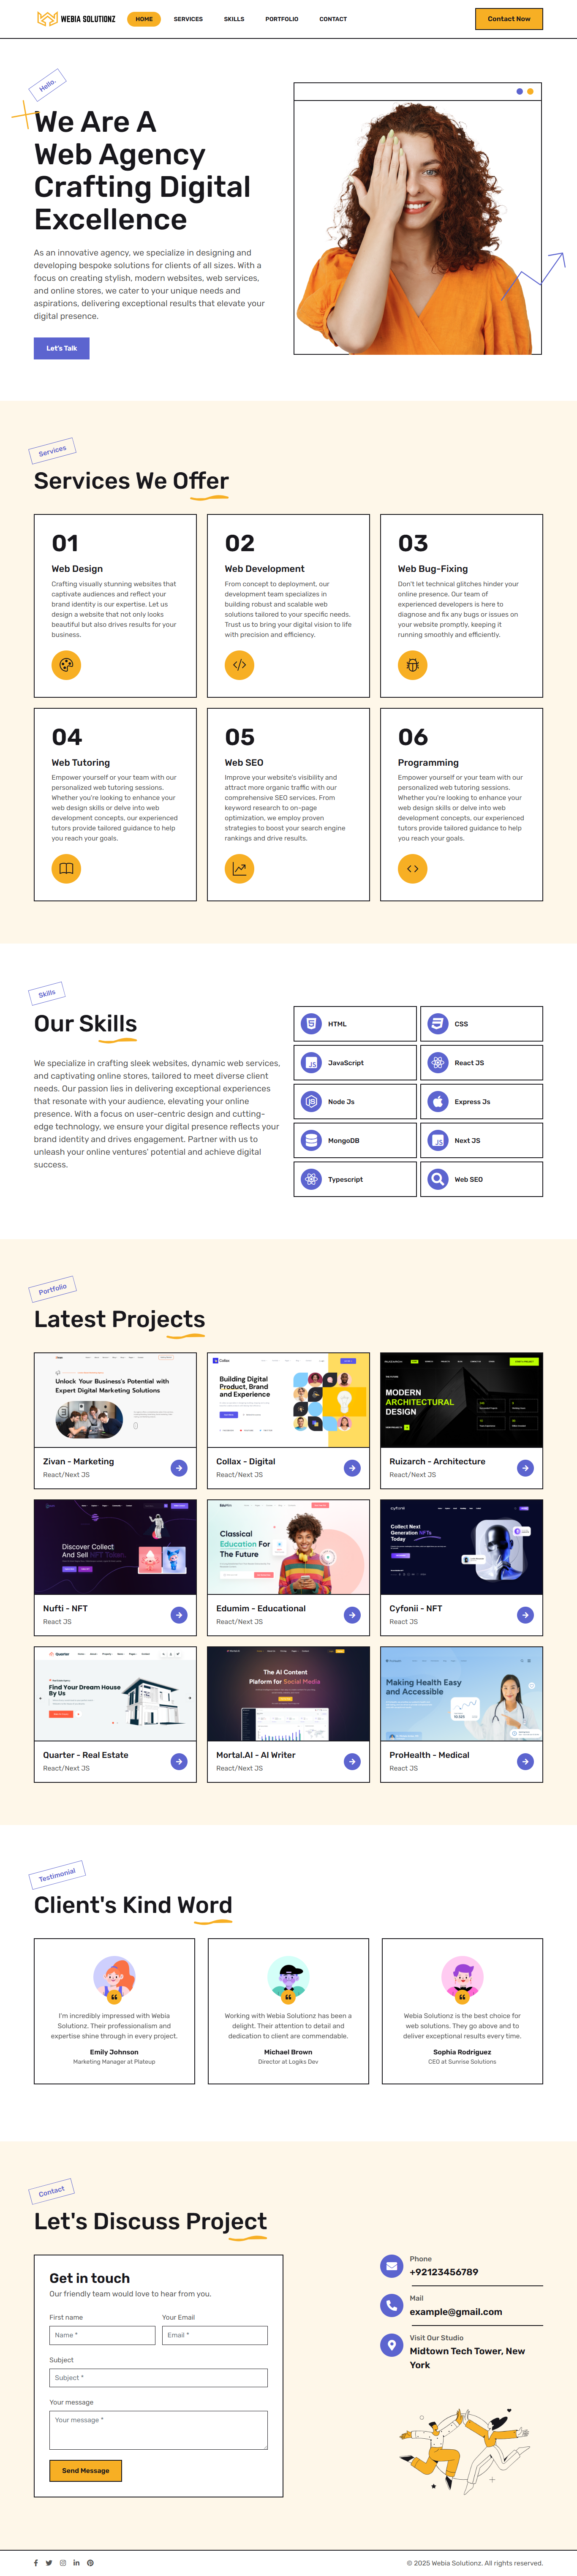 WEBIA SOLUTIONZ
HOME
SERVICES
SKILLS
PORTFOLIO
CONTACT
Contact Now
Hello.
We Are A
Web Agency
Crafting Digital
Excellence
As an innovative agency, we specialize in designing and
developing bespoke solutions for clients of all sizes. With a
focus on creating stylish, modern websites, web services,
and online stores, we cater to your unique needs and
aspirations, delivering exceptional results that elevate your
digital presence.
Let's Talk
Services
Services We Offer
01
Web Design
Crafting visually stunning websites that
captivate audiences and reflect your
brand identity is our expertise. Let us
design a website that not only looks
beautiful but also drives results for your
business.
02
Web Development
From concept to deployment, our
development team specializes in
building robust and scalable web
solutions tailored to your specific needs.
Trust us to bring your digital vision to life
with precision and efficiency.
03
Web Bug-Fixing
Don't let technical glitches hinder your
online presence. Our team of
experienced developers is here to
diagnose and fix any bugs or issues on
your website promptly, keeping it
running smoothly and efficiently.
04
Web Tutoring
Empower yourself or your team with our
personalized web tutoring sessions.
Whether you're looking to enhance your
web design skills or delve into web
development concepts, our experienced
tutors provide tailored guidance to help
you reach your goals.
05
Web SEO
Improve your website's visibility and
attract more organic traffic with our
comprehensive SEO services. From
keyword research to on-page
optimization, we employ proven
strategies to boost your search engine
rankings and drive results.
06
Programming
Empower yourself or your team with our
personalized web tutoring sessions.
Whether you're looking to enhance your
web design skills or delve into web
development concepts, our experienced
tutors provide tailored guidance to help
you reach your goals.
Skills
Our Skills
We specialize in crafting sleek websites, dynamic web services,
and captivating online stores, tailored to meet diverse client
needs. Our passion lies in delivering exceptional experiences
that resonate with your audience, elevating your online
presence. With a focus on user-centric design and cutting-
edge technology, we ensure your digital presence reflects your
brand identity and drives engagement. Partner with us to
unleash your online ventures' potential and achieve digital
success.
HTML
CSS
JavaScript
React JS
Node Js
Express Js
MongoDB
Next JS
Typescript
Web SEO
Portfolio
Latest Projects
Unlock Your Business's Potential with
Expert Digital Marketing Solutions
Zivan - Marketing
React/Next JS
Collax
Building Digital
Product, Brand
and Experience
Collax - Digital
React/Next JS
MODERN
ARCHITECTURAL
DESIGN
Ruizarch - Architecture
React/Next JS
Discover Collect
And Sell NFT Token.
Nufti - NFT
React JS
Classical
Education For
The Future
Edumim - Educational
React/Next JS
cyfonii
Collect Next
Generation NFTs
Today
Cyfonii - NFT
React JS
Quarter
Find Your Dream House
By Us
Quarter - Real Estate
React/Next JS
The AI Content
Plaform for Social Media
Mortal.AI - AI Writer
React/Next JS
Making Health Easy
and Accessible
ProHealth - Medical
React JS
Testimonial
Client's Kind Word
I'm incredibly impressed with Webia
Solutionz. Their professionalism and
expertise shine through in every project.
Emily Johnson
Marketing Manager at Plateup
Working with Webia Solutionz has been a
delight. Their attention to detail and
dedication to client are commendable.
Michael Brown
Director at Logiks Dev
Webia Solutionz is the best choice for
web solutions. They go above and to
deliver exceptional results every time.
Sophia Rodriguez
CEO at Sunrise Solutions
Contact
Let's Discuss Project
Get in touch
Our friendly team would love to hear from you.
First name
Your Email
Name *
Email *
Subject
Subject *
Your message
Your message *
Send Message
Phone
+92123456789
Mail
example@gmail.com
Visit Our Studio
Midtown Tech Tower, New
York
© 2025 Webia Solutionz. All rights reserved.